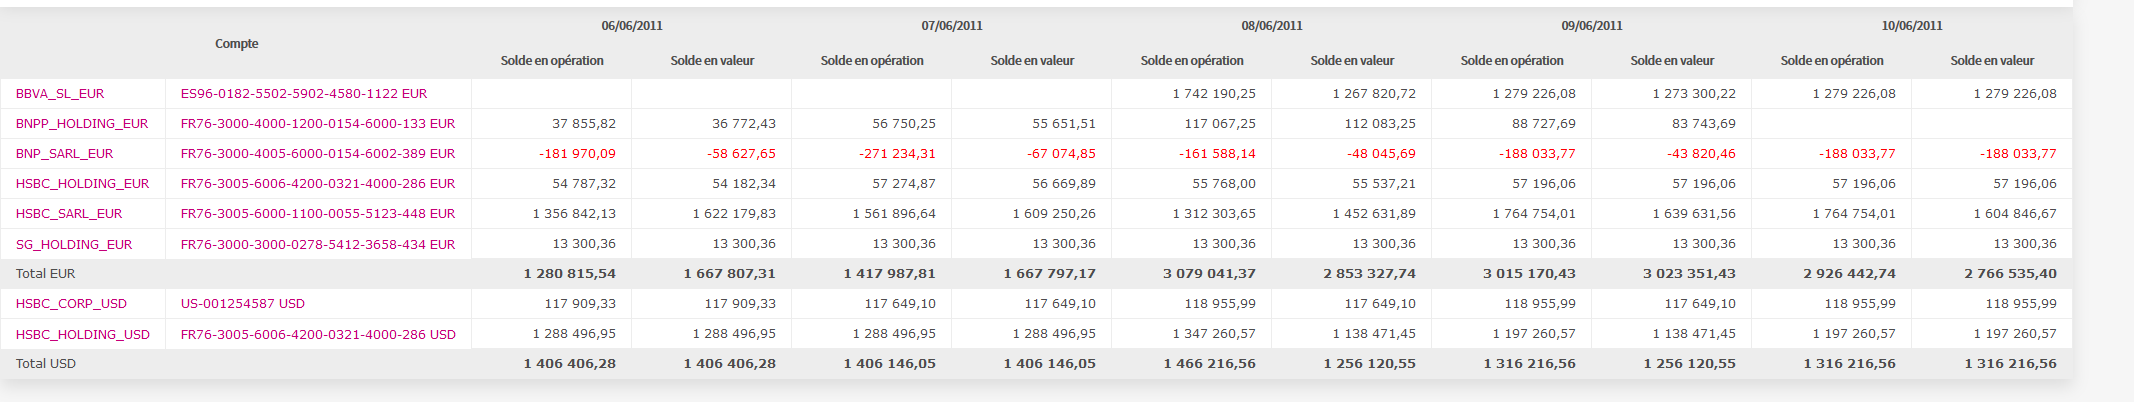 06/06/2011 07/06/2011 08/06/2011 09/06/2011 10/06/2011
Compte
Solde en opération Solde en valeur Solde en opération Solde en valeur Solde en opération Solde en valeur Solde en opération Solde en valeur Solde en opération Solde en valeur
BBVA_SL_EUR ES96-0182-5502-5902-4580-1122 EUR 1 742 190,25 1 267 820,72 1 279 226,08 1 273 300,22 1 279 226,08 1 279 226,08
BNPP_HOLDING_EUR FR76-3000-4000-1200-0154-6000-133 EUR 37 855,82 36 772,43 56 750,25 55 651,51 117 067,25 112 083,25 88 727,69 83 743,69
BNP_SARL_EUR FR76-3000-4005-6000-0154-6002-389 EUR -181 970,09 -58 627,65 -271 234,31 -67 074,85 -161 588,14 -48 045,69 -188 033,77 -43 820,46 -188 033,77 -188 033,77
HSBC_HOLDING_EUR FR76-3005-6006-4200-0321-4000-286 EUR 54 787,32 54 182,34 57 274,87 56 669,89 55 768,00 55 537,21 57 196,06 57 196,06 57 196,06 57 196,06
HSBC_SARL_EUR FR76-3005-6000-1100-0055-5123-448 EUR 1 356 842,13 1 622 179,83 1 561 896,64 1 609 250,26 1 312 303,65 1 452 631,89 1 764 754,01 1 639 631,56 1 764 754,01 1 604 846,67
SG_HOLDING_EUR FR76-3000-3000-0278-5412-3658-434 EUR 13 300,36 13 300,36 13 300,36 13 300,36 13 300,36 13 300,36 13 300,36 13 300,36 13 300,36 13 300,36
Total EUR 1 280 815,54 1 667 807,31 1 417 987,81 1 667 797,17 3 079 041,37 2 853 327,74 3 015 170,43 3 023 351,43 2 926 442,74 2 766 535,40
HSBC_CORP_USD US-001254587 USD 117 909,33 117 909,33 117 649,10 117 649,10 118 955,99 117 649,10 118 955,99 117 649,10 118 955,99 118 955,99
HSBC_HOLDING_USD FR76-3005-6006-4200-0321-4000-286 USD 1 288 496,95 1 288 496,95 1 288 496,95 1 288 496,95 1 347 260,57 1 138 471,45 1 197 260,57 1 138 471,45 1 197 260,57 1 197 260,57
Total USD 1 406 406,28 1 406 406,28 1 406 146,05 1 406 146,05 1 466 216,56 1 256 120,55 1 316 216,56 1 256 120,55 1 316 216,56 1 316 216,56